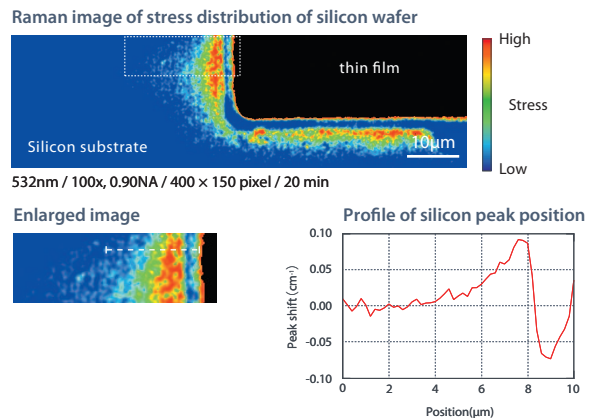 Raman image of stress distribution of silicon wafer
High
thin film
Stress
Silicon substrate
10μm
Low
532nm / 100x, 0.90NA / 400 × 150 pixel / 20 min
Enlarged image
Profile of silicon peak position
0.10
0.05
0.00
-0.05
-0.10
Peak shift (cm⁻¹)
0 2 4 6 8 10
Position(μm)